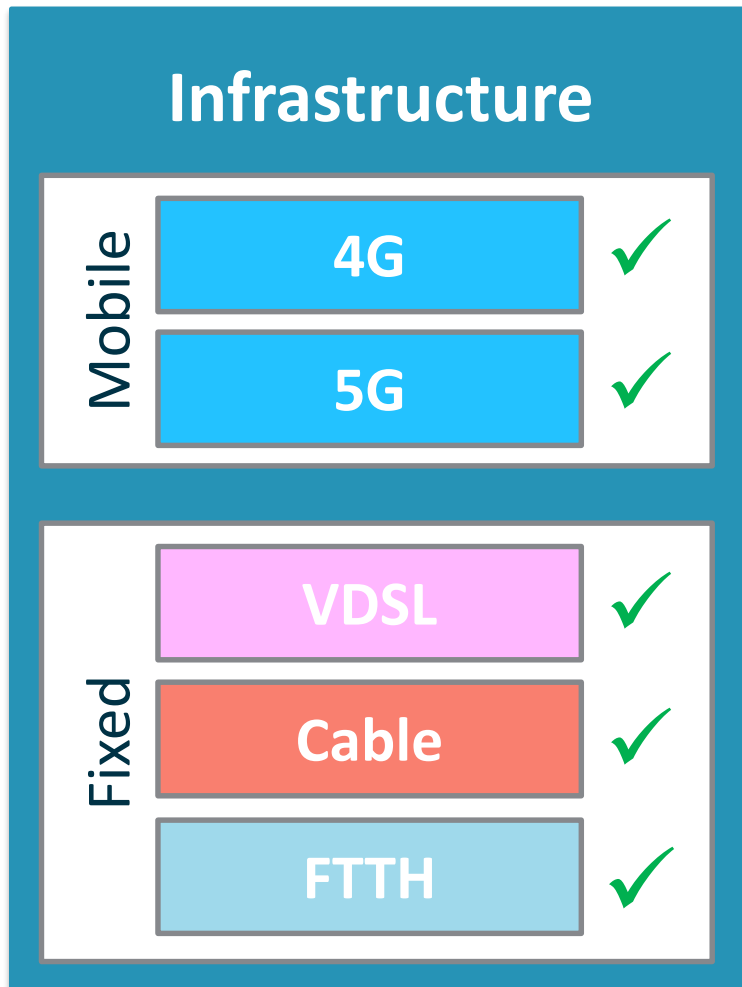 Infrastructure
Mobile
4G
5G
Fixed
VDSL
Cable
FTTH